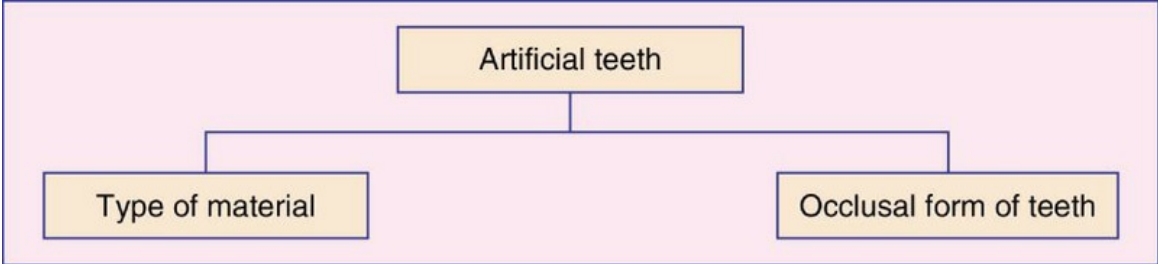 Artificial teeth
Type of material
Occlusal form of teeth